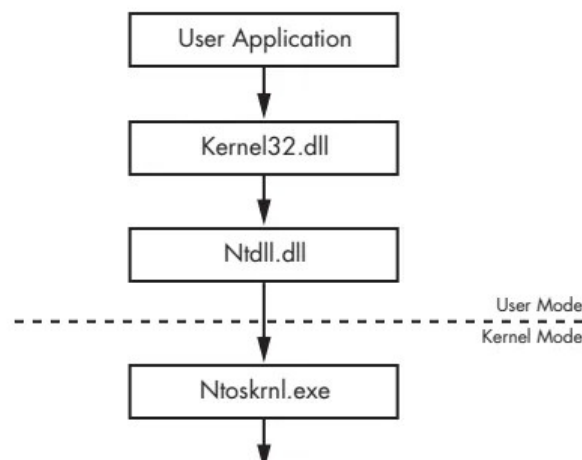 User Application
Kernel32.dll
Ntdll.dll
User Mode
Kernel Mode
Ntoskrnl.exe